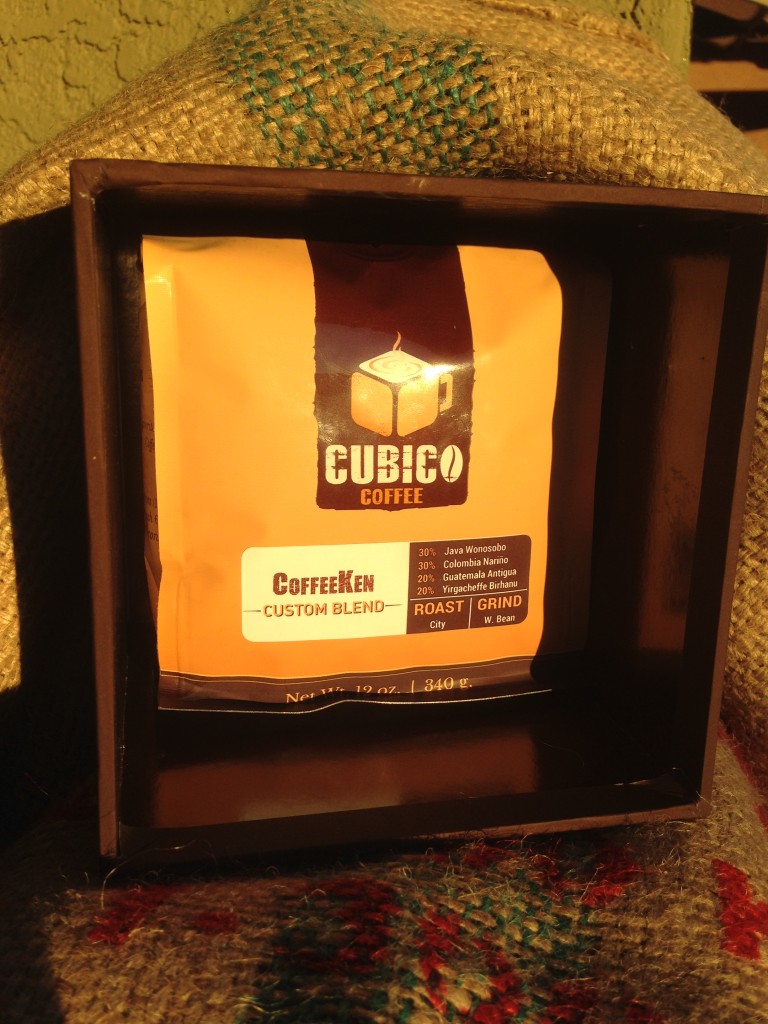 CUBICO
COFFEE
CoffeeKen
CUSTOM BLEND
30% Java Wonosobo
30% Colombia Nariño
20% Guatemala Antigua
20% Yirgacheffe Birhanu
ROAST
City
GRIND
W. Bean
Net Wt. 12 oz. | 340 g.